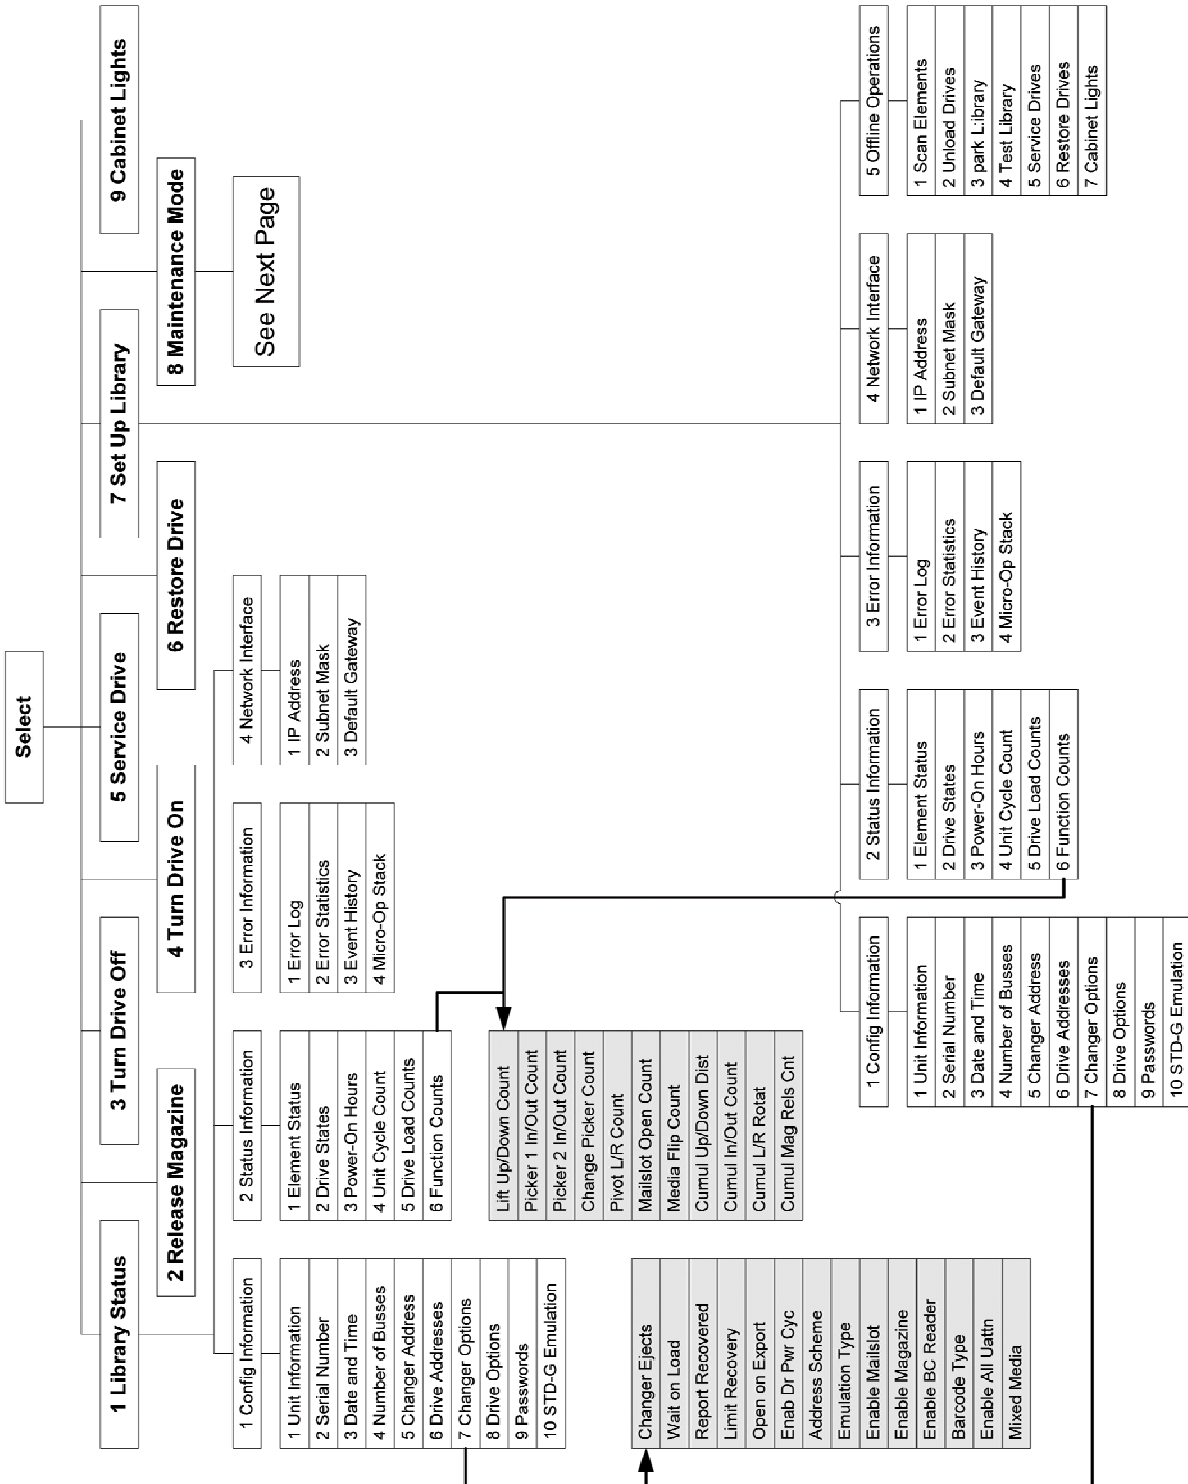 Select
1 Library Status
2 Release Magazine
3 Turn Drive Off
4 Turn Drive On
5 Service Drive
6 Restore Drive
7 Set Up Library
8 Maintenance Mode
9 Cabinet Lights
See Next Page
1 Config Information
1 Unit Information
2 Serial Number
3 Date and Time
4 Number of Busses
5 Changer Address
6 Drive Addresses
7 Changer Options
8 Drive Options
9 Passwords
10 STD-G Emulation
2 Status Information
1 Element Status
2 Drive States
3 Power-On Hours
4 Unit Cycle Count
5 Drive Load Counts
6 Function Counts
3 Error Information
1 Error Log
2 Error Statistics
3 Event History
4 Micro-Op Stack
4 Network Interface
1 IP Address
2 Subnet Mask
3 Default Gateway
Changer Ejects
Wait on Load
Report Recovered
Limit Recovery
Open on Export
Enab Dr Pwr Cyc
Address Scheme
Emulation Type
Enable Mailslot
Enable Magazine
Enable BC Reader
Barcode Type
Enable All Uatin
Mixed Media
Lift Up/Down Count
Picker 1 In/Out Count
Picker 2 In/Out Count
Change Picker Count
Pivot L/R Count
Mailslot Open Count
Media Flip Count
Cumul Up/Down Dist
Cumul In/Out Count
Cumul L/R Rotat
Cumul Mag Rels Cnt
1 Config Information
1 Unit Information
2 Serial Number
3 Date and Time
4 Number of Busses
5 Changer Address
6 Drive Addresses
7 Changer Options
8 Drive Options
9 Passwords
10 STD-G Emulation
2 Status Information
1 Element Status
2 Drive States
3 Power-On Hours
4 Unit Cycle Count
5 Drive Load Counts
6 Function Counts
3 Error Information
1 Error Log
2 Error Statistics
3 Event History
4 Micro-Op Stack
4 Network Interface
1 IP Address
2 Subnet Mask
3 Default Gateway
5 Offline Operations
1 Scan Elements
2 Unload Drives
3 park L:ibrary
4 Test Library
5 Service Drives
6 Restore Drives
7 Cabinet Lights